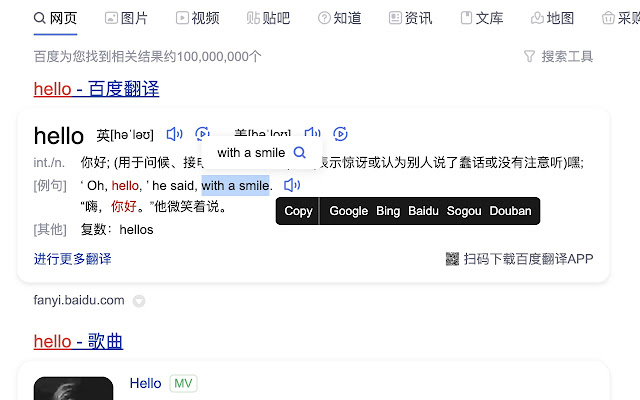 网页 图片 视频 贴吧 知道 资讯 文库 地图 采购
百度为您找到相关结果约100,000,000个 搜索工具
hello - 百度翻译
hello 英[həˈləʊ] 美[həˈloʊ]
with a smile
int./n. 你好; (用于问候、接 表示惊讶或认为别人说了蠢话或没有注意听)嘿;
[例句] ‘ Oh, hello, ’ he said, with a smile.
“嗨，你好。”他微笑着说。
Copy Google Bing Baidu Sogou Douban
[其他] 复数：hellos
进行更多翻译 扫码下载百度翻译APP
fanyi.baidu.com
hello - 歌曲
Hello MV